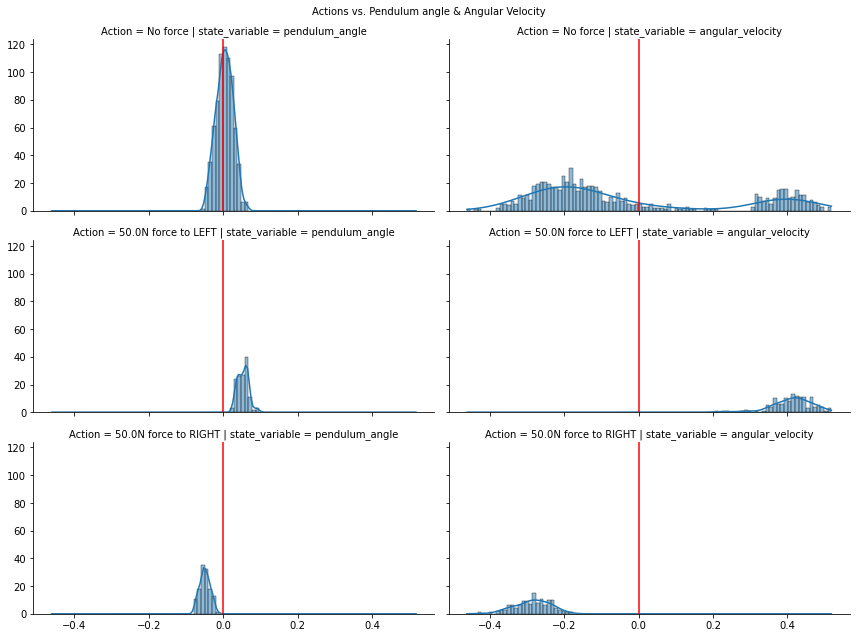 Actions vs. Pendulum angle & Angular Velocity
Action = No force | state_variable = pendulum_angle
Action = No force | state_variable = angular_velocity
120
100
80
60
40
20
0
Action = 50.0N force to LEFT | state_variable = pendulum_angle
Action = 50.0N force to LEFT | state_variable = angular_velocity
120
100
80
60
40
20
0
Action = 50.0N force to RIGHT | state_variable = pendulum_angle
Action = 50.0N force to RIGHT | state_variable = angular_velocity
120
100
80
60
40
20
0
−0.4 −0.2 0.0 0.2 0.4
−0.4 −0.2 0.0 0.2 0.4